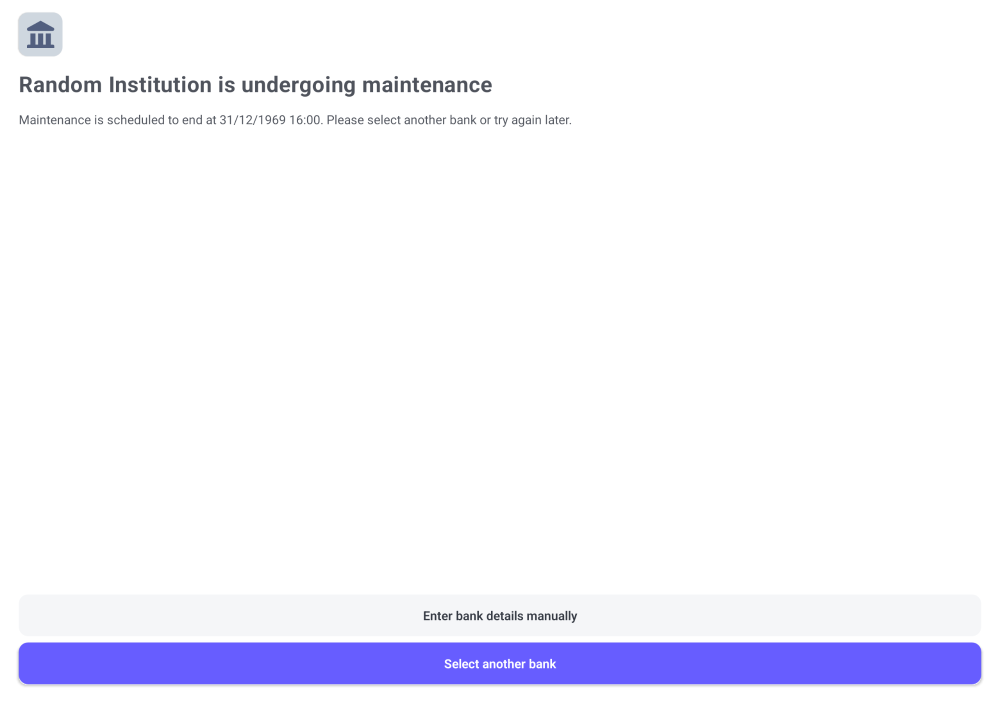 Random Institution is undergoing maintenance
Maintenance is scheduled to end at 31/12/1969 16:00. Please select another bank or try again later.
Enter bank details manually
Select another bank